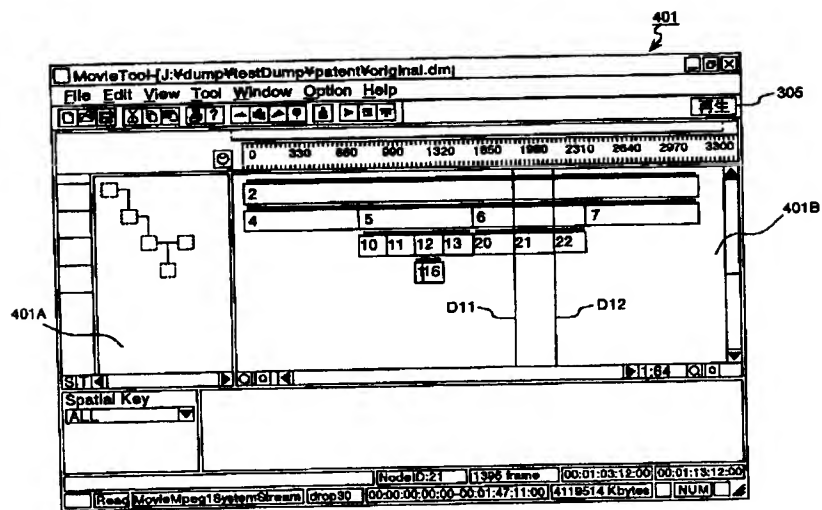 401
MovieTool-[J:¥dump¥testDump¥patent¥original.dm]
File Edit View Tool Window Option Help
再生
305
0 330 660 990 1320 1650 1980 2310 2640 2970 3300
2
4 5 6 7
10 11 12 13 20 21 22
16
401A
401B
D11
D12
S T
1:64
Spatial Key
ALL
NodeID:21 1395 frame 00:01:03:12:00 00:01:13:12:00
Read MovieMpeg1SystemStream drop30 00:00:00:00:00-00:01:47:11:00 4119514 Kbytes NUM